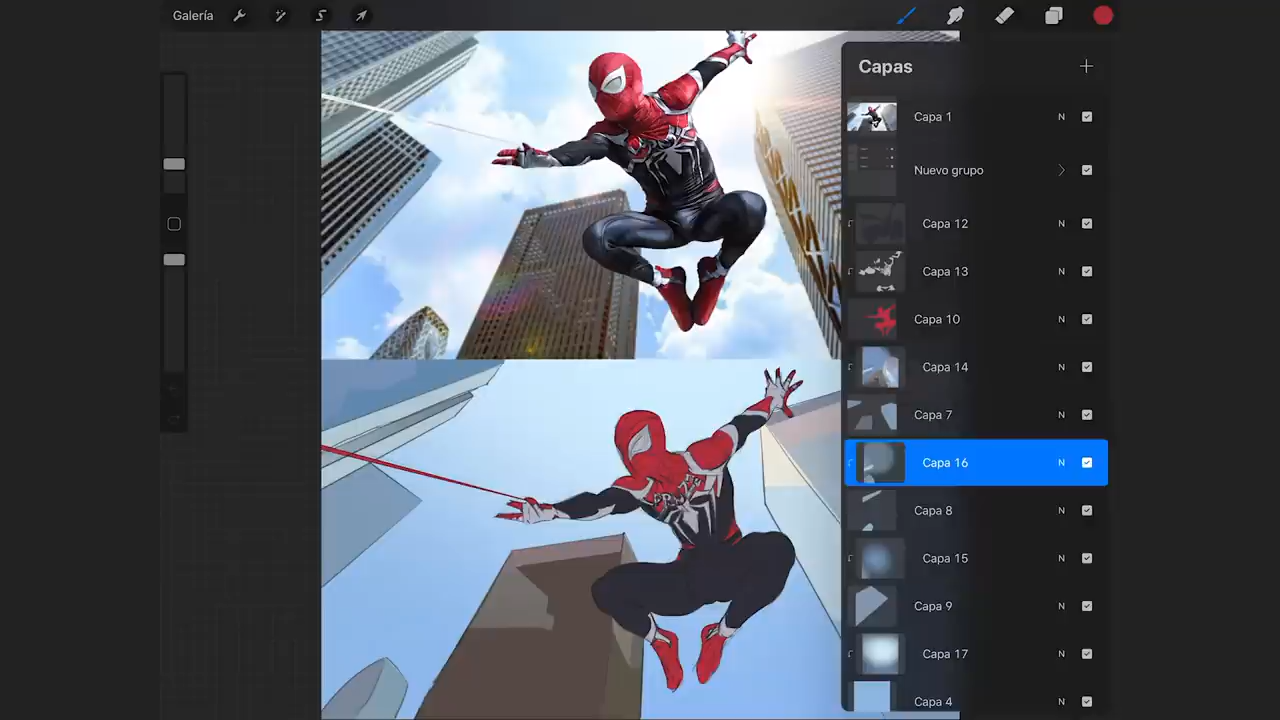 Galería
Capas
Capa 1 N
Nuevo grupo
Capa 12 N
Capa 13 N
Capa 10 N
Capa 14 N
Capa 7 N
Capa 16 N
Capa 8 N
Capa 15 N
Capa 9 N
Capa 17 N
Capa 4 N